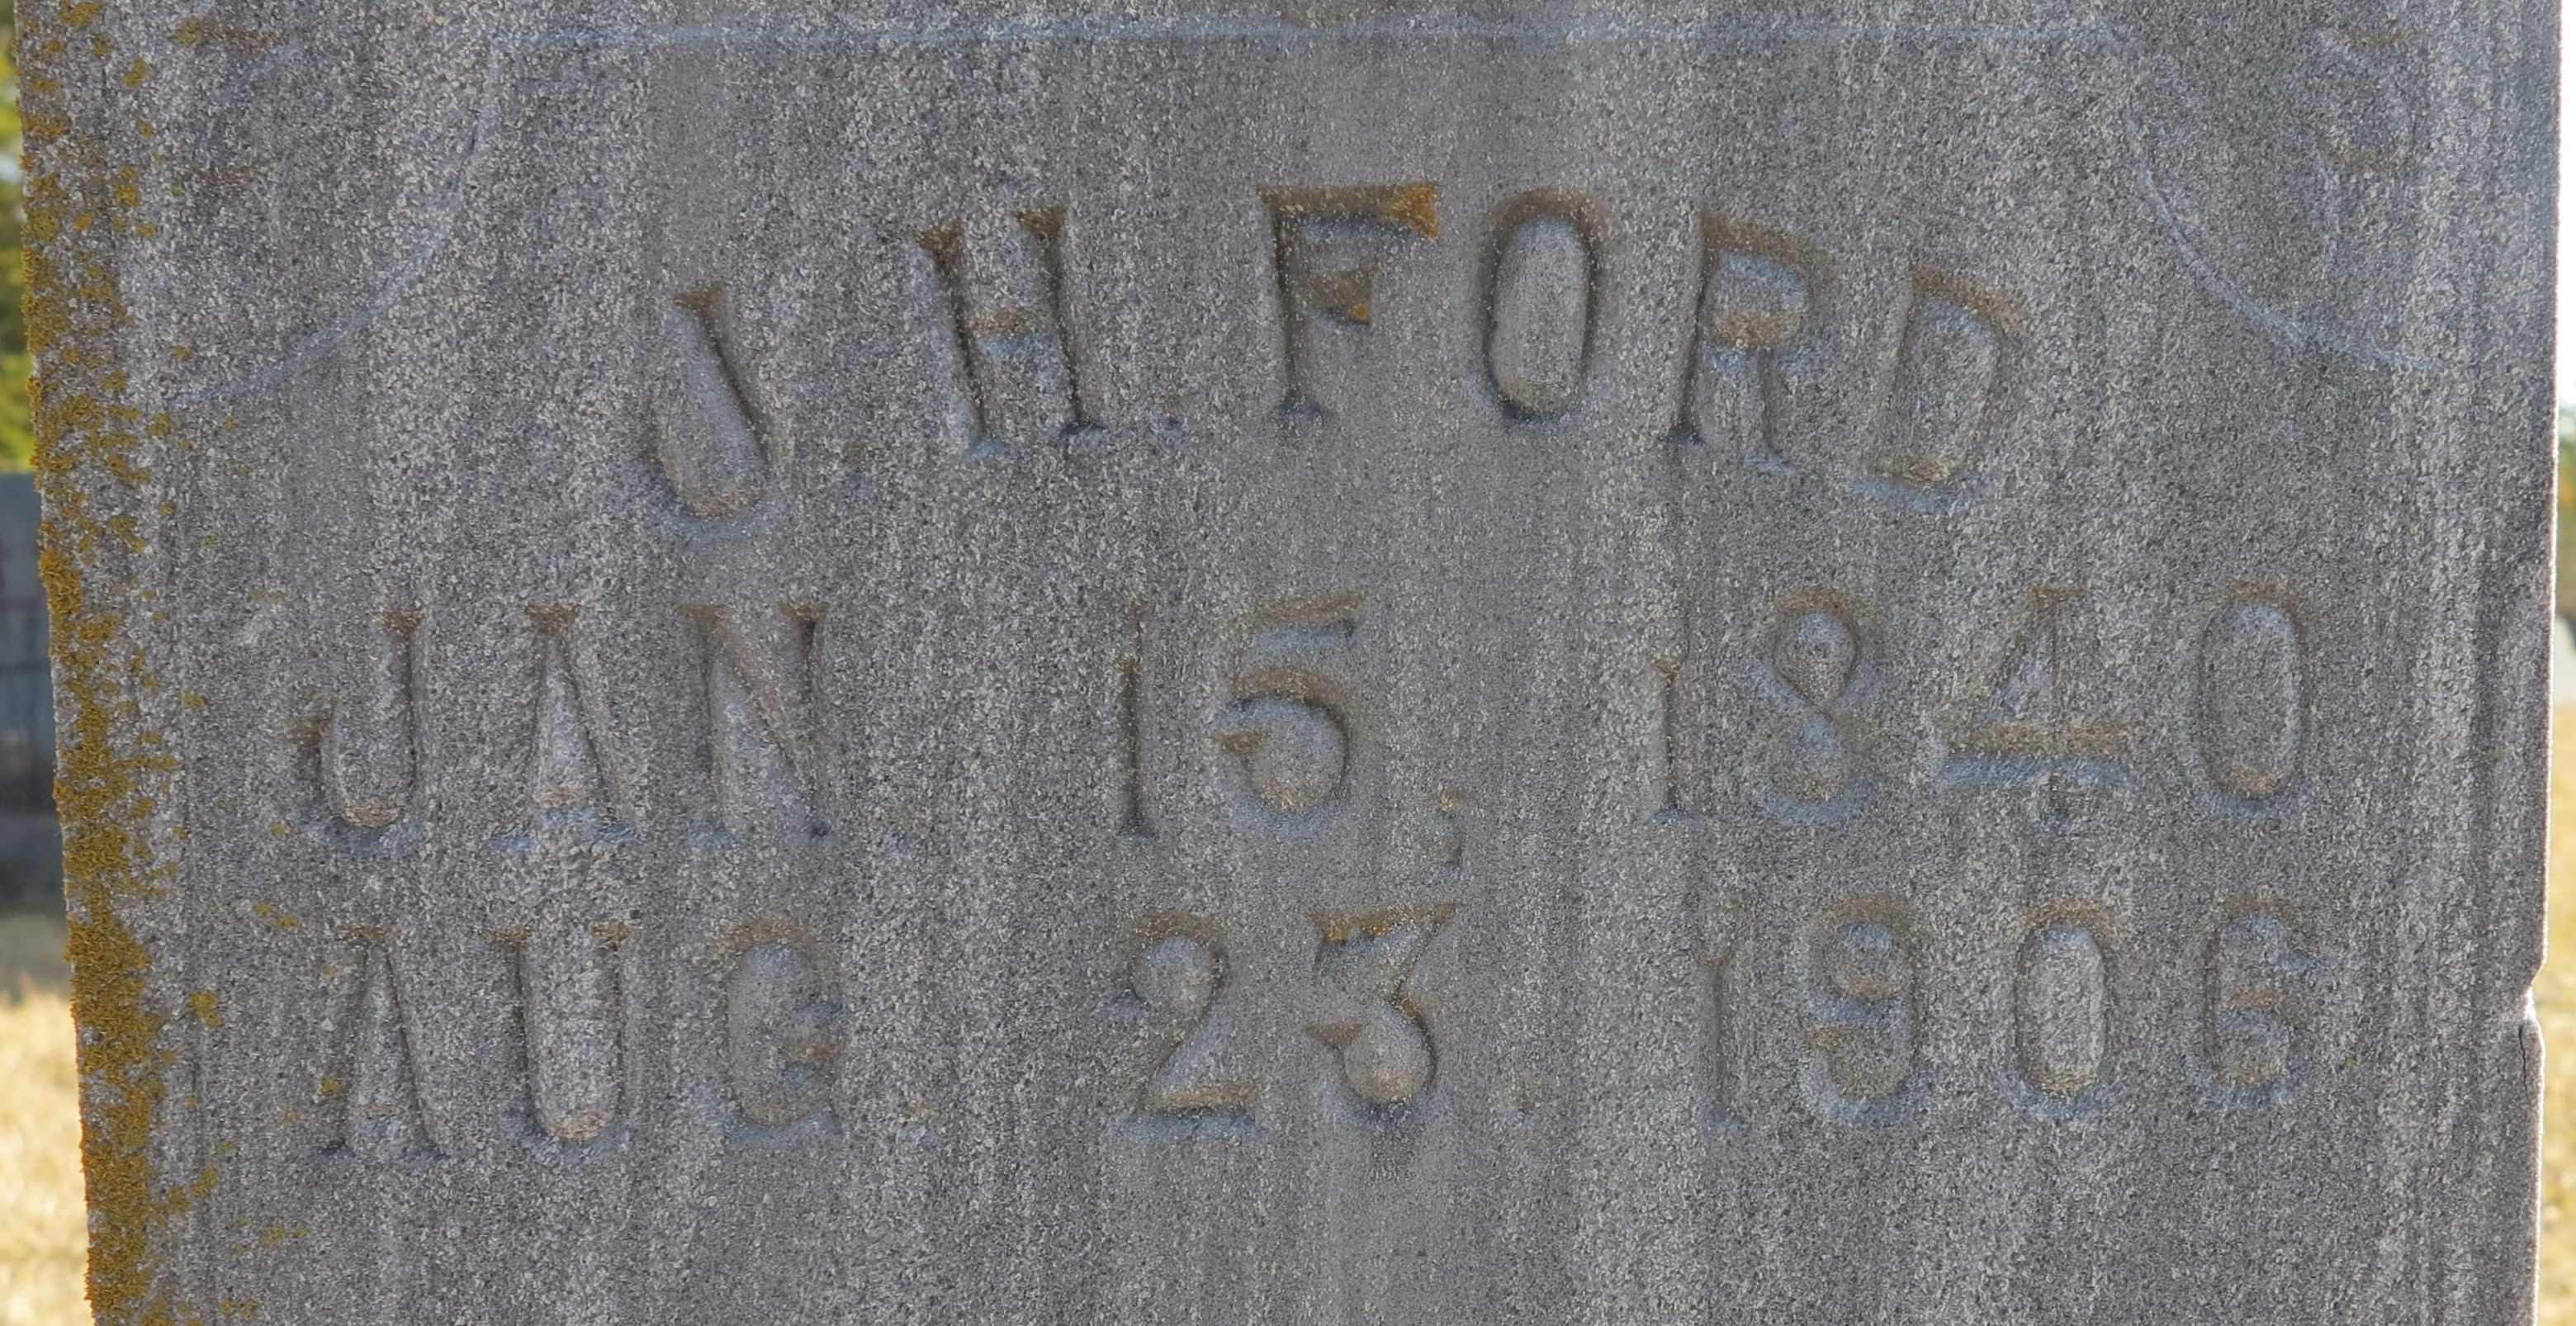 J. H. FORD
JAN. 15, 1840
AUG. 23, 1906